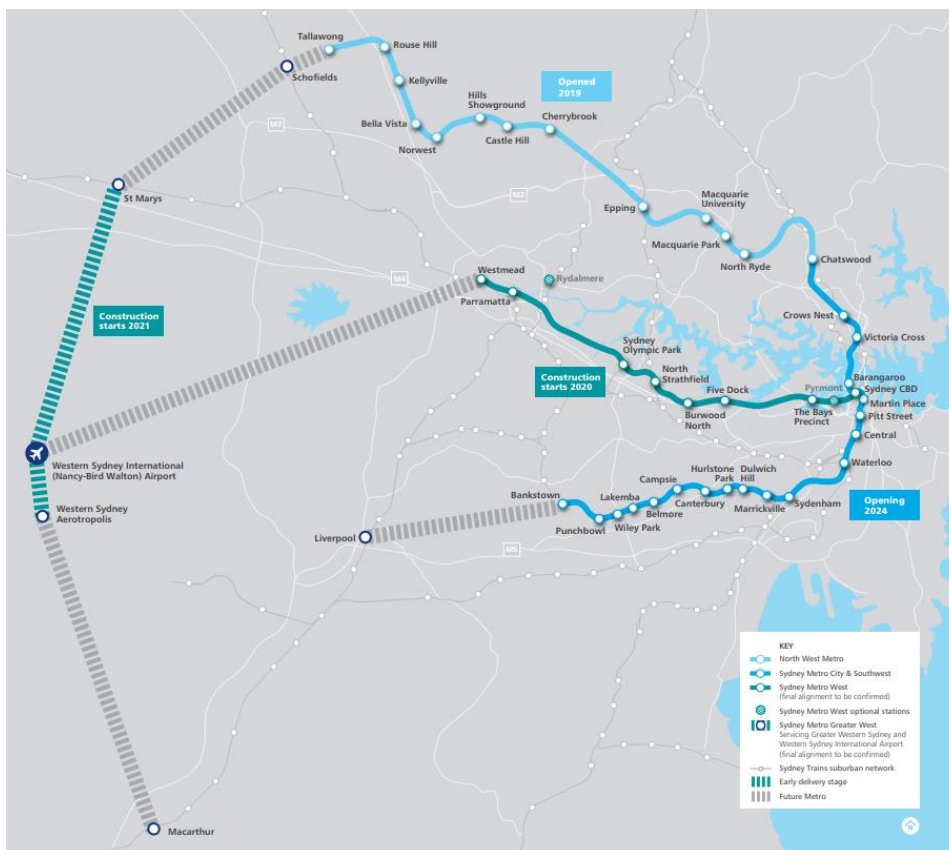 Tallawong
Rouse Hill
Schofields
Kellyville
Opened
2019
Hills
Showground
Cherrybrook
M7
Bella Vista
Castle Hill
Norwest
St Marys
M2
Macquarie
University
Epping
Macquarie Park
North Ryde
Chatswood
Westmead
M4
Rydalmere
Parramatta
Construction
starts 2021
Crows Nest
Victoria Cross
Sydney
Olympic Park
North
Strathfield
Construction
starts 2020
Five Dock
Pyrmont
Barangaroo
Sydney CBD
Martin Place
Pitt Street
Burwood
North
The Bays
Precinct
Central
Western Sydney International
(Nancy-Bird Walton) Airport
Waterloo
Western Sydney
Aerotropolis
Bankstown
Punchbowl
Lakemba
Wiley Park
Campsie
Belmore
Hurlstone
Park
Canterbury
Dulwich
Hill
Marrickville
Sydenham
Opening
2024
Liverpool
M5
Macarthur
KEY
North West Metro
Sydney Metro City & Southwest
Sydney Metro West
(final alignment to be confirmed)
Sydney Metro West optional stations
Sydney Metro Greater West
Servicing Greater Western Sydney and
Western Sydney International Airport
(final alignment to be confirmed)
Sydney Trains suburban network
Early delivery stage
Future Metro